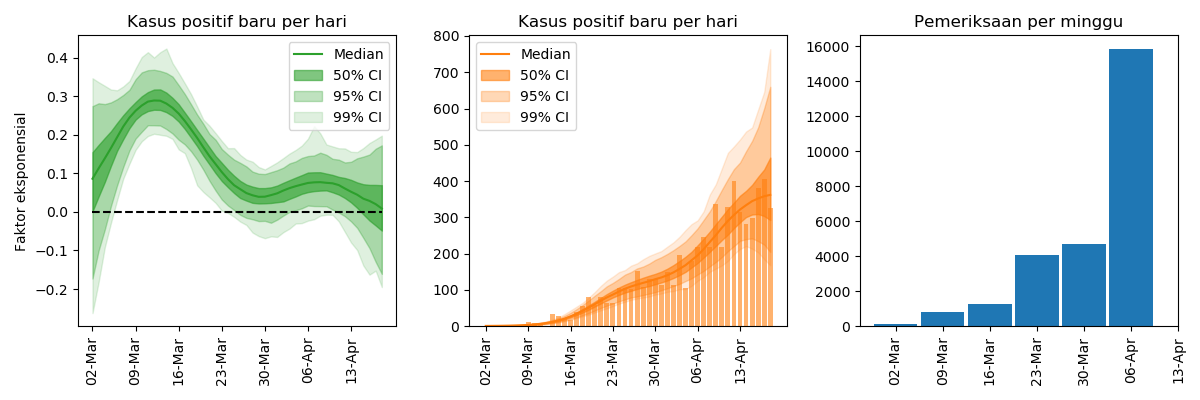 Kasus positif baru per hari
Faktor eksponensial
0.4
0.3
0.2
0.1
0.0
−0.1
−0.2
Median
50% CI
95% CI
99% CI
02-Mar
09-Mar
16-Mar
23-Mar
30-Mar
06-Apr
13-Apr
Kasus positif baru per hari
800
700
600
500
400
300
200
100
0
Median
50% CI
95% CI
99% CI
02-Mar
09-Mar
16-Mar
23-Mar
30-Mar
06-Apr
13-Apr
Pemeriksaan per minggu
16000
14000
12000
10000
8000
6000
4000
2000
0
02-Mar
09-Mar
16-Mar
23-Mar
30-Mar
06-Apr
13-Apr